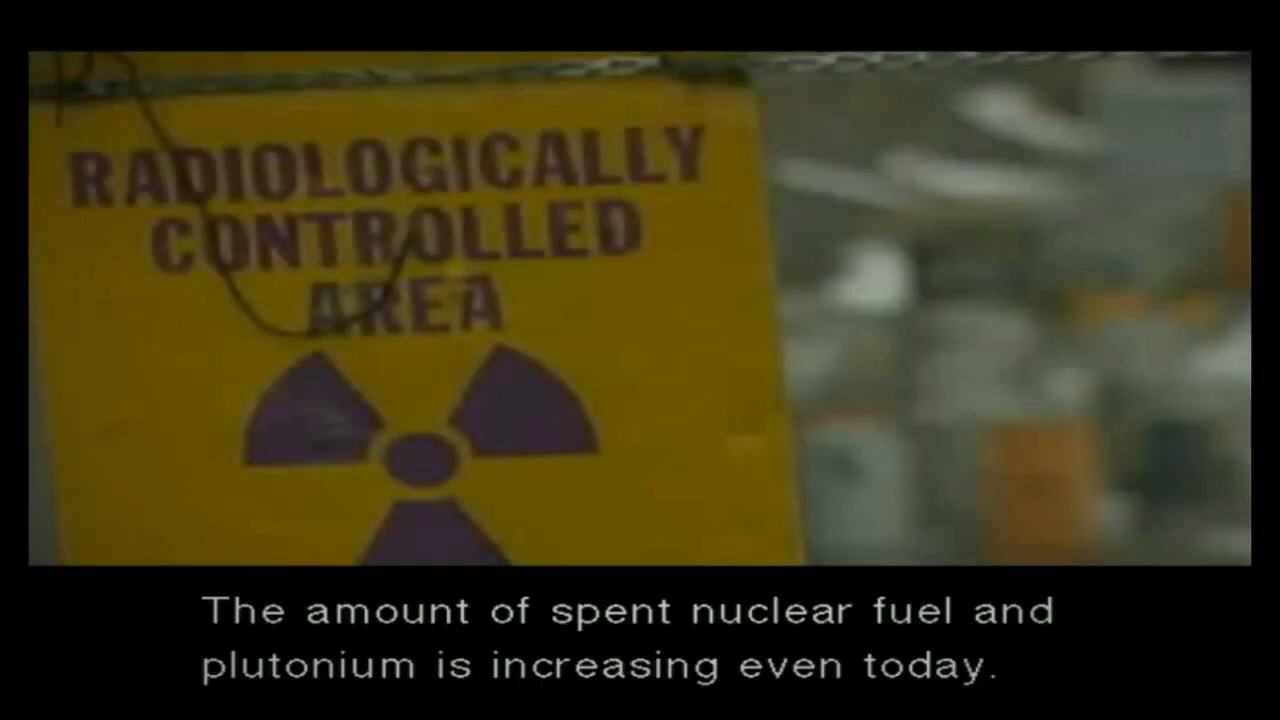 RADIOLOGICALLY
CONTROLLED
AREA
The amount of spent nuclear fuel and
plutonium is increasing even today.